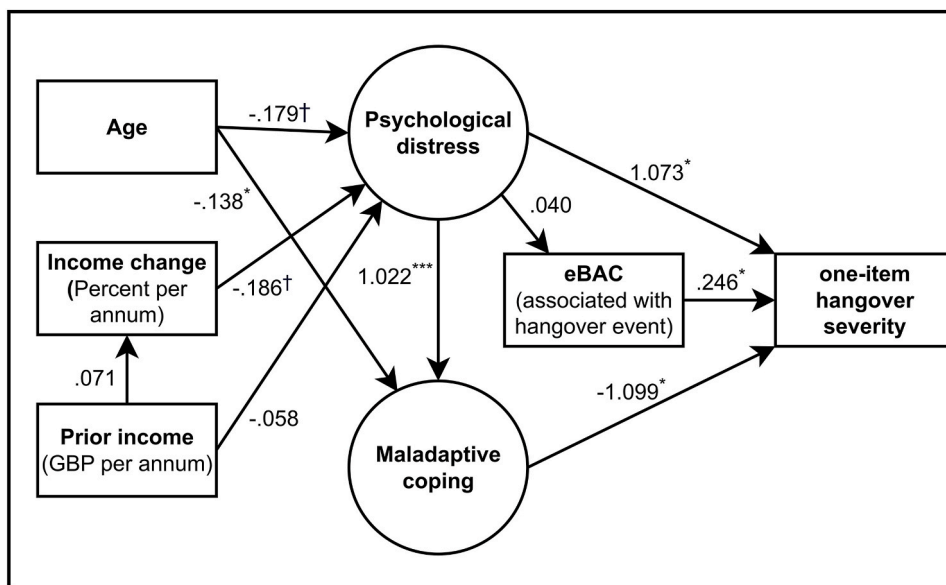 Age
-.179†
Psychological
distress
1.073*
-.138*
.040
Income change
(Percent per
annum)
-.186†
1.022***
eBAC
(associated with
hangover event)
.246*
one-item
hangover
severity
.071
-.058
-1.099*
Prior income
(GBP per annum)
Maladaptive
coping